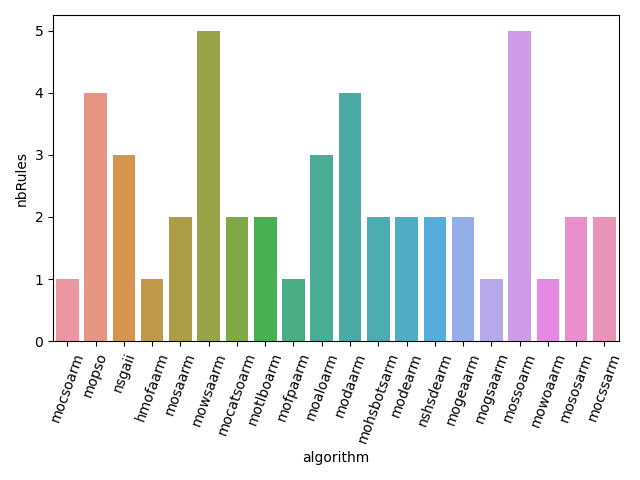 nbRules
5
4
3
2
1
0
mocsoarm
mopso
nsgaii
hmofaarm
mosaarm
mowsaarm
mocatsoarm
motlboarm
mofpaarm
moaloarm
modaarm
mohsbotsarm
modearm
nshsdearm
mogeaarm
mogsaarm
mossoarm
mowoaarm
mososarm
mocssarm
algorithm